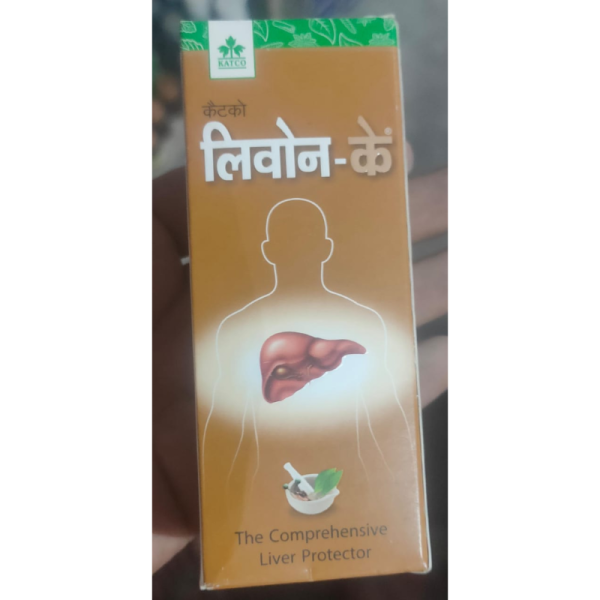 KATCO
कैटको
लिवोन-कें
The Comprehensive
Liver Protector